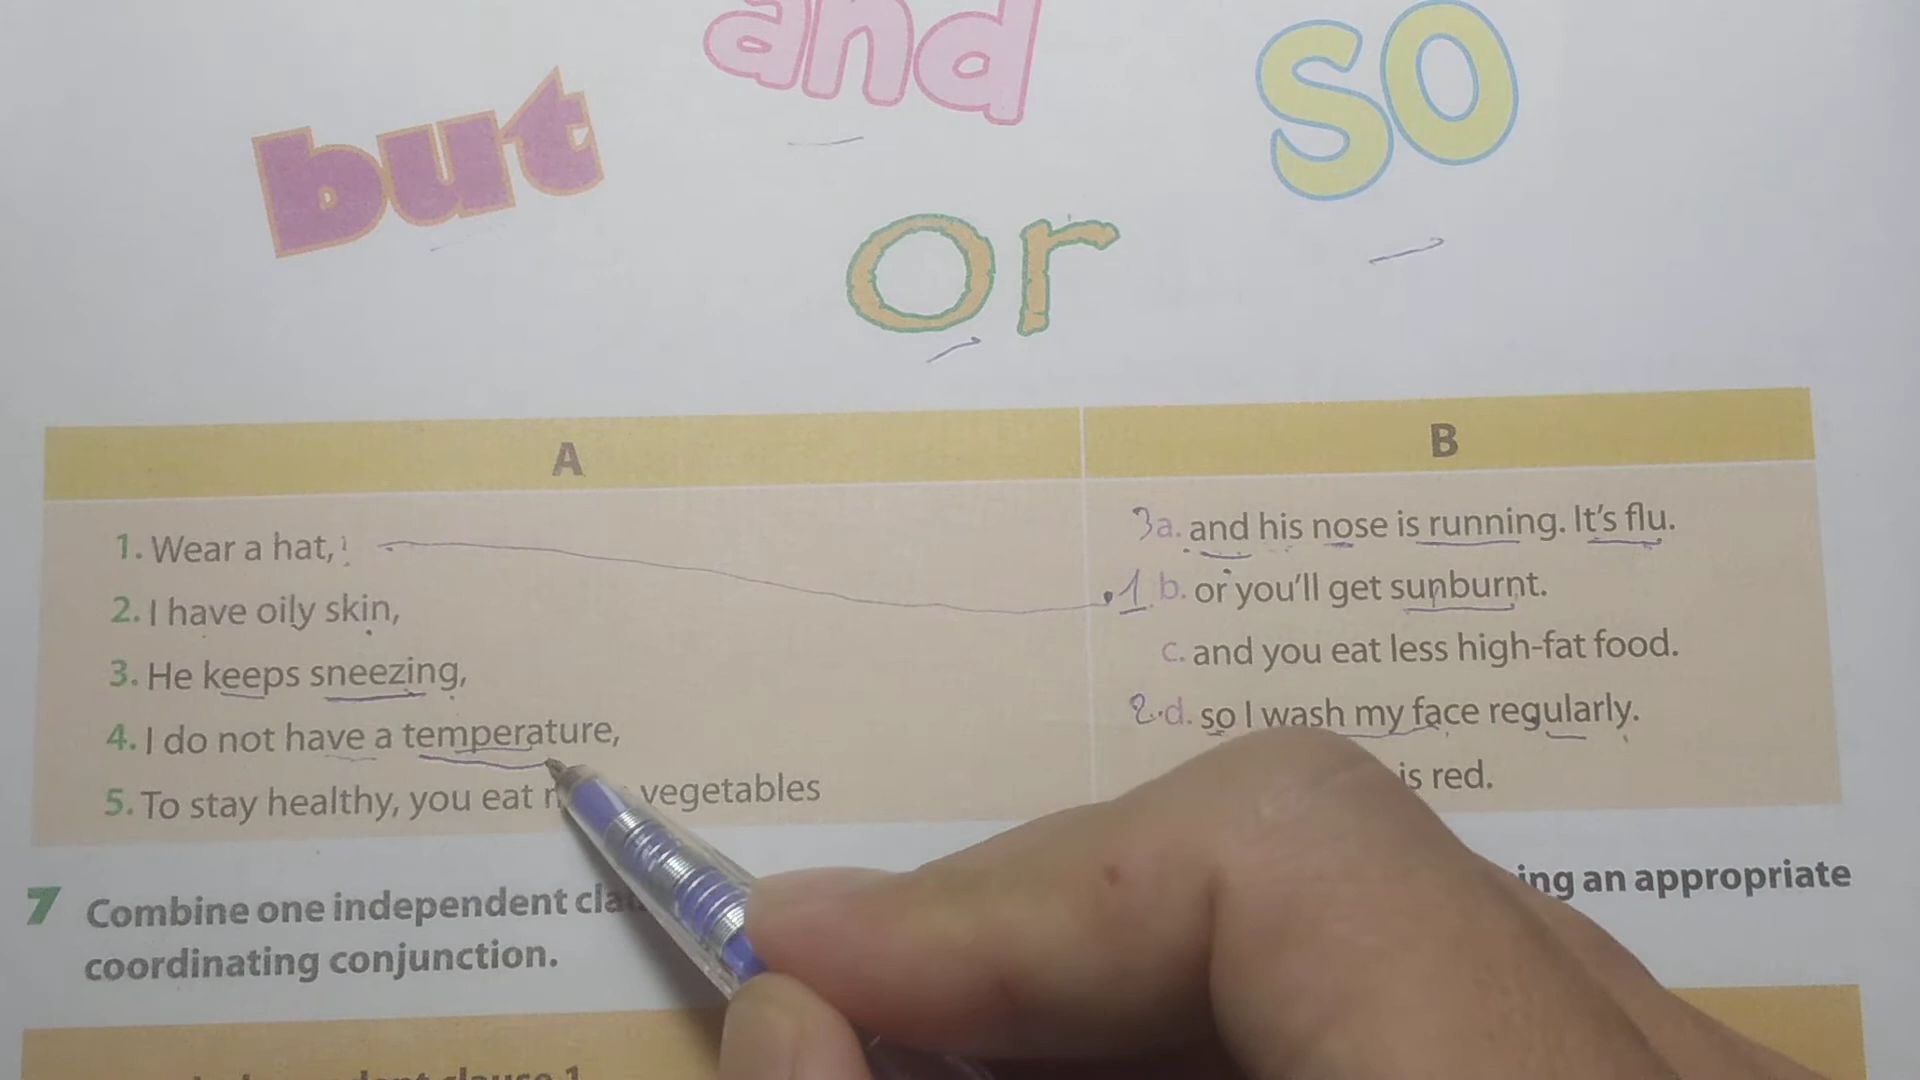 and
but
so
or
A
B
1. Wear a hat,
2. I have oily skin,
3. He keeps sneezing,
4. I do not have a temperature,
5. To stay healthy, you eat vegetables
3 a. and his nose is running. It's flu.
1 b. or you'll get sunburnt.
c. and you eat less high-fat food.
2. d. so I wash my face regularly.
is red.
7 Combine one independent an appropriate
coordinating conjunction.
clause 1